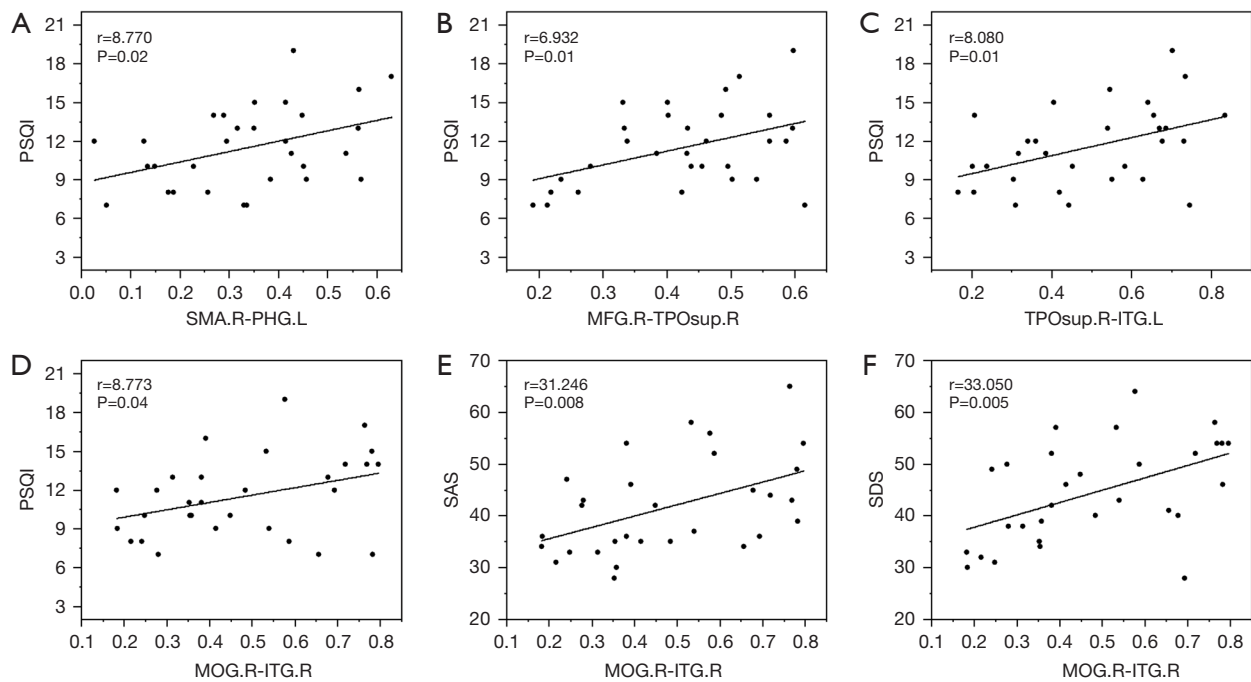 A
r=8.770
P=0.02
PSQI
21
18
15
12
9
6
3
0.0 0.1 0.2 0.3 0.4 0.5 0.6
SMA.R-PHG.L
B
r=6.932
P=0.01
PSQI
21
18
15
12
9
6
3
0.2 0.3 0.4 0.5 0.6
MFG.R-TPOsup.R
C
r=8.080
P=0.01
PSQI
21
18
15
12
9
6
3
0.2 0.4 0.6 0.8
TPOsup.R-ITG.L
D
r=8.773
P=0.04
PSQI
21
18
15
12
9
6
3
0.1 0.2 0.3 0.4 0.5 0.6 0.7 0.8
MOG.R-ITG.R
E
r=31.246
P=0.008
SAS
70
60
50
40
30
20
0.1 0.2 0.3 0.4 0.5 0.6 0.7 0.8
MOG.R-ITG.R
F
r=33.050
P=0.005
SDS
70
60
50
40
30
20
0.1 0.2 0.3 0.4 0.5 0.6 0.7 0.8
MOG.R-ITG.R